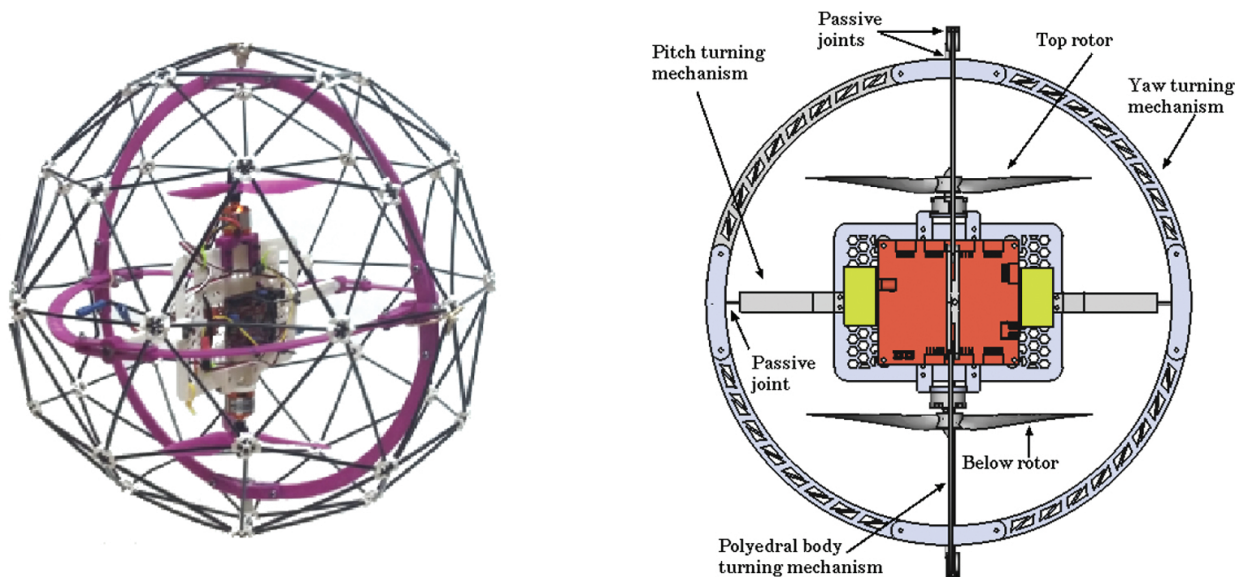 Passive
joints
Pitch turning
mechanism
Top rotor
Yaw turning
mechanism
Passive
joint
Below rotor
Polyedral body
turning mechanism